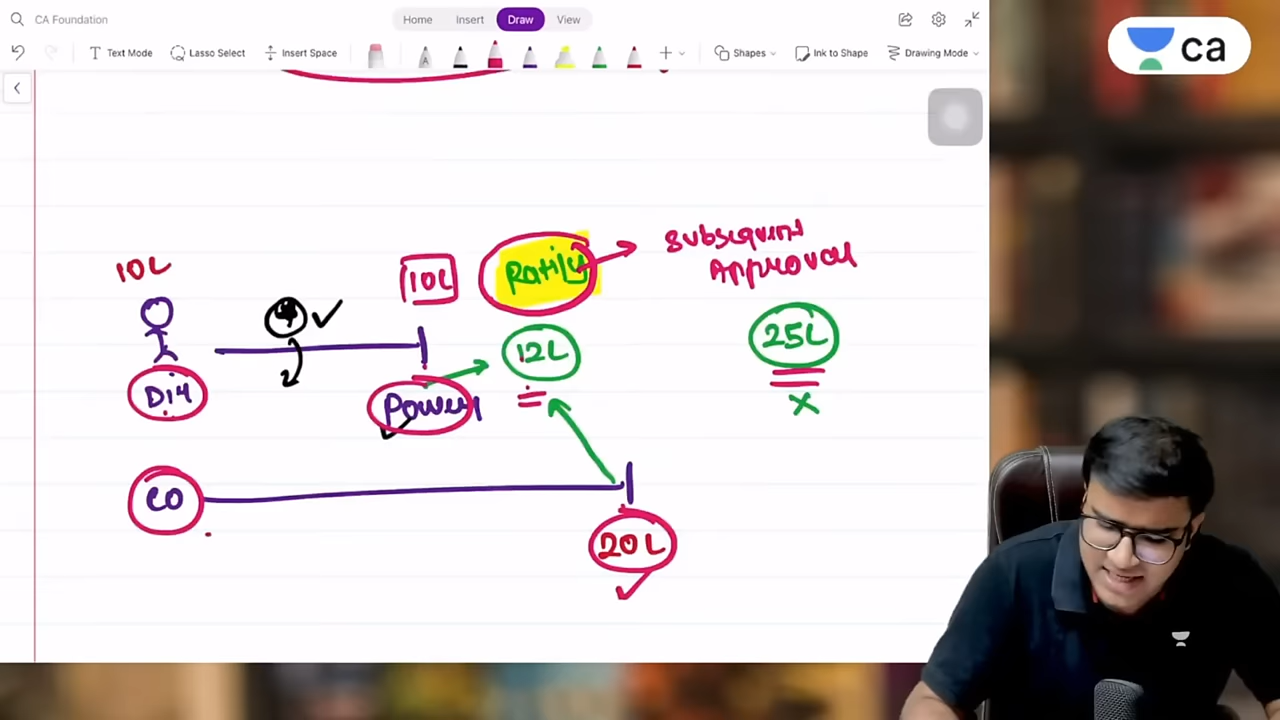 CA Foundation
Home Insert Draw View
Text Mode Lasso Select Insert Space Shapes Ink to Shape Drawing Mode
ca
10L
10L
Ratify
Subsequent
Approval
12L
25L
Power
X
CO
20L